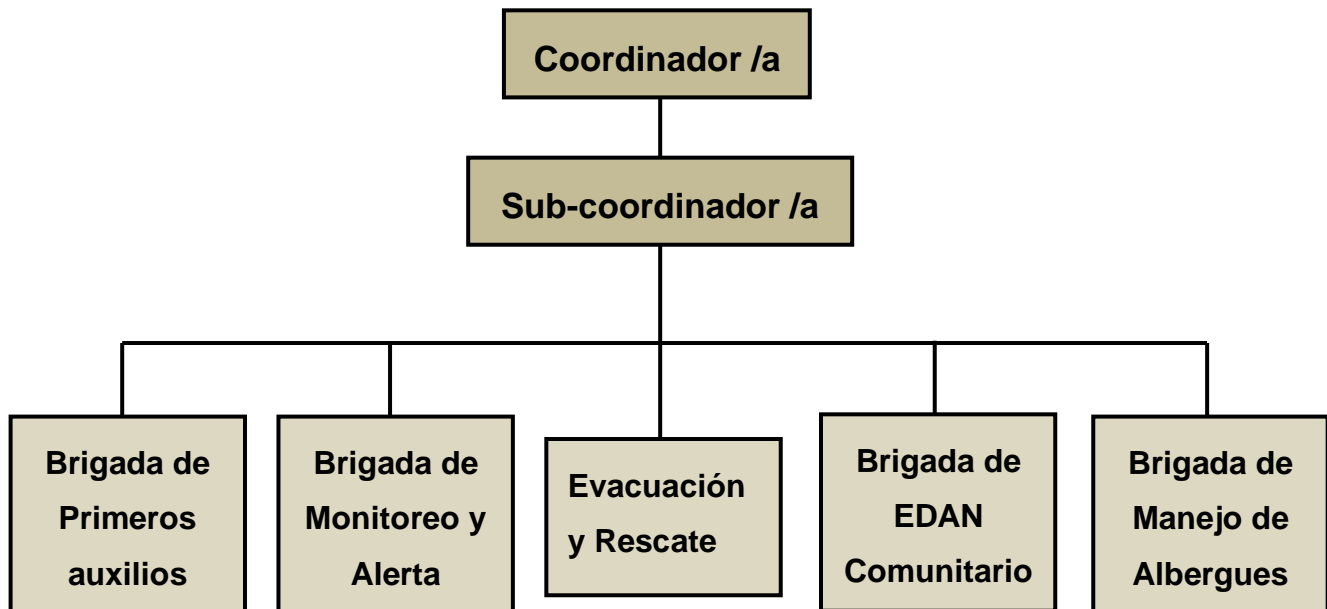 Coordinador /a
Sub-coordinador /a
Brigada de
Primeros
auxilios
Brigada de
Monitoreo y
Alerta
Evacuación
y Rescate
Brigada de
EDAN
Comunitario
Brigada de
Manejo de
Albergues